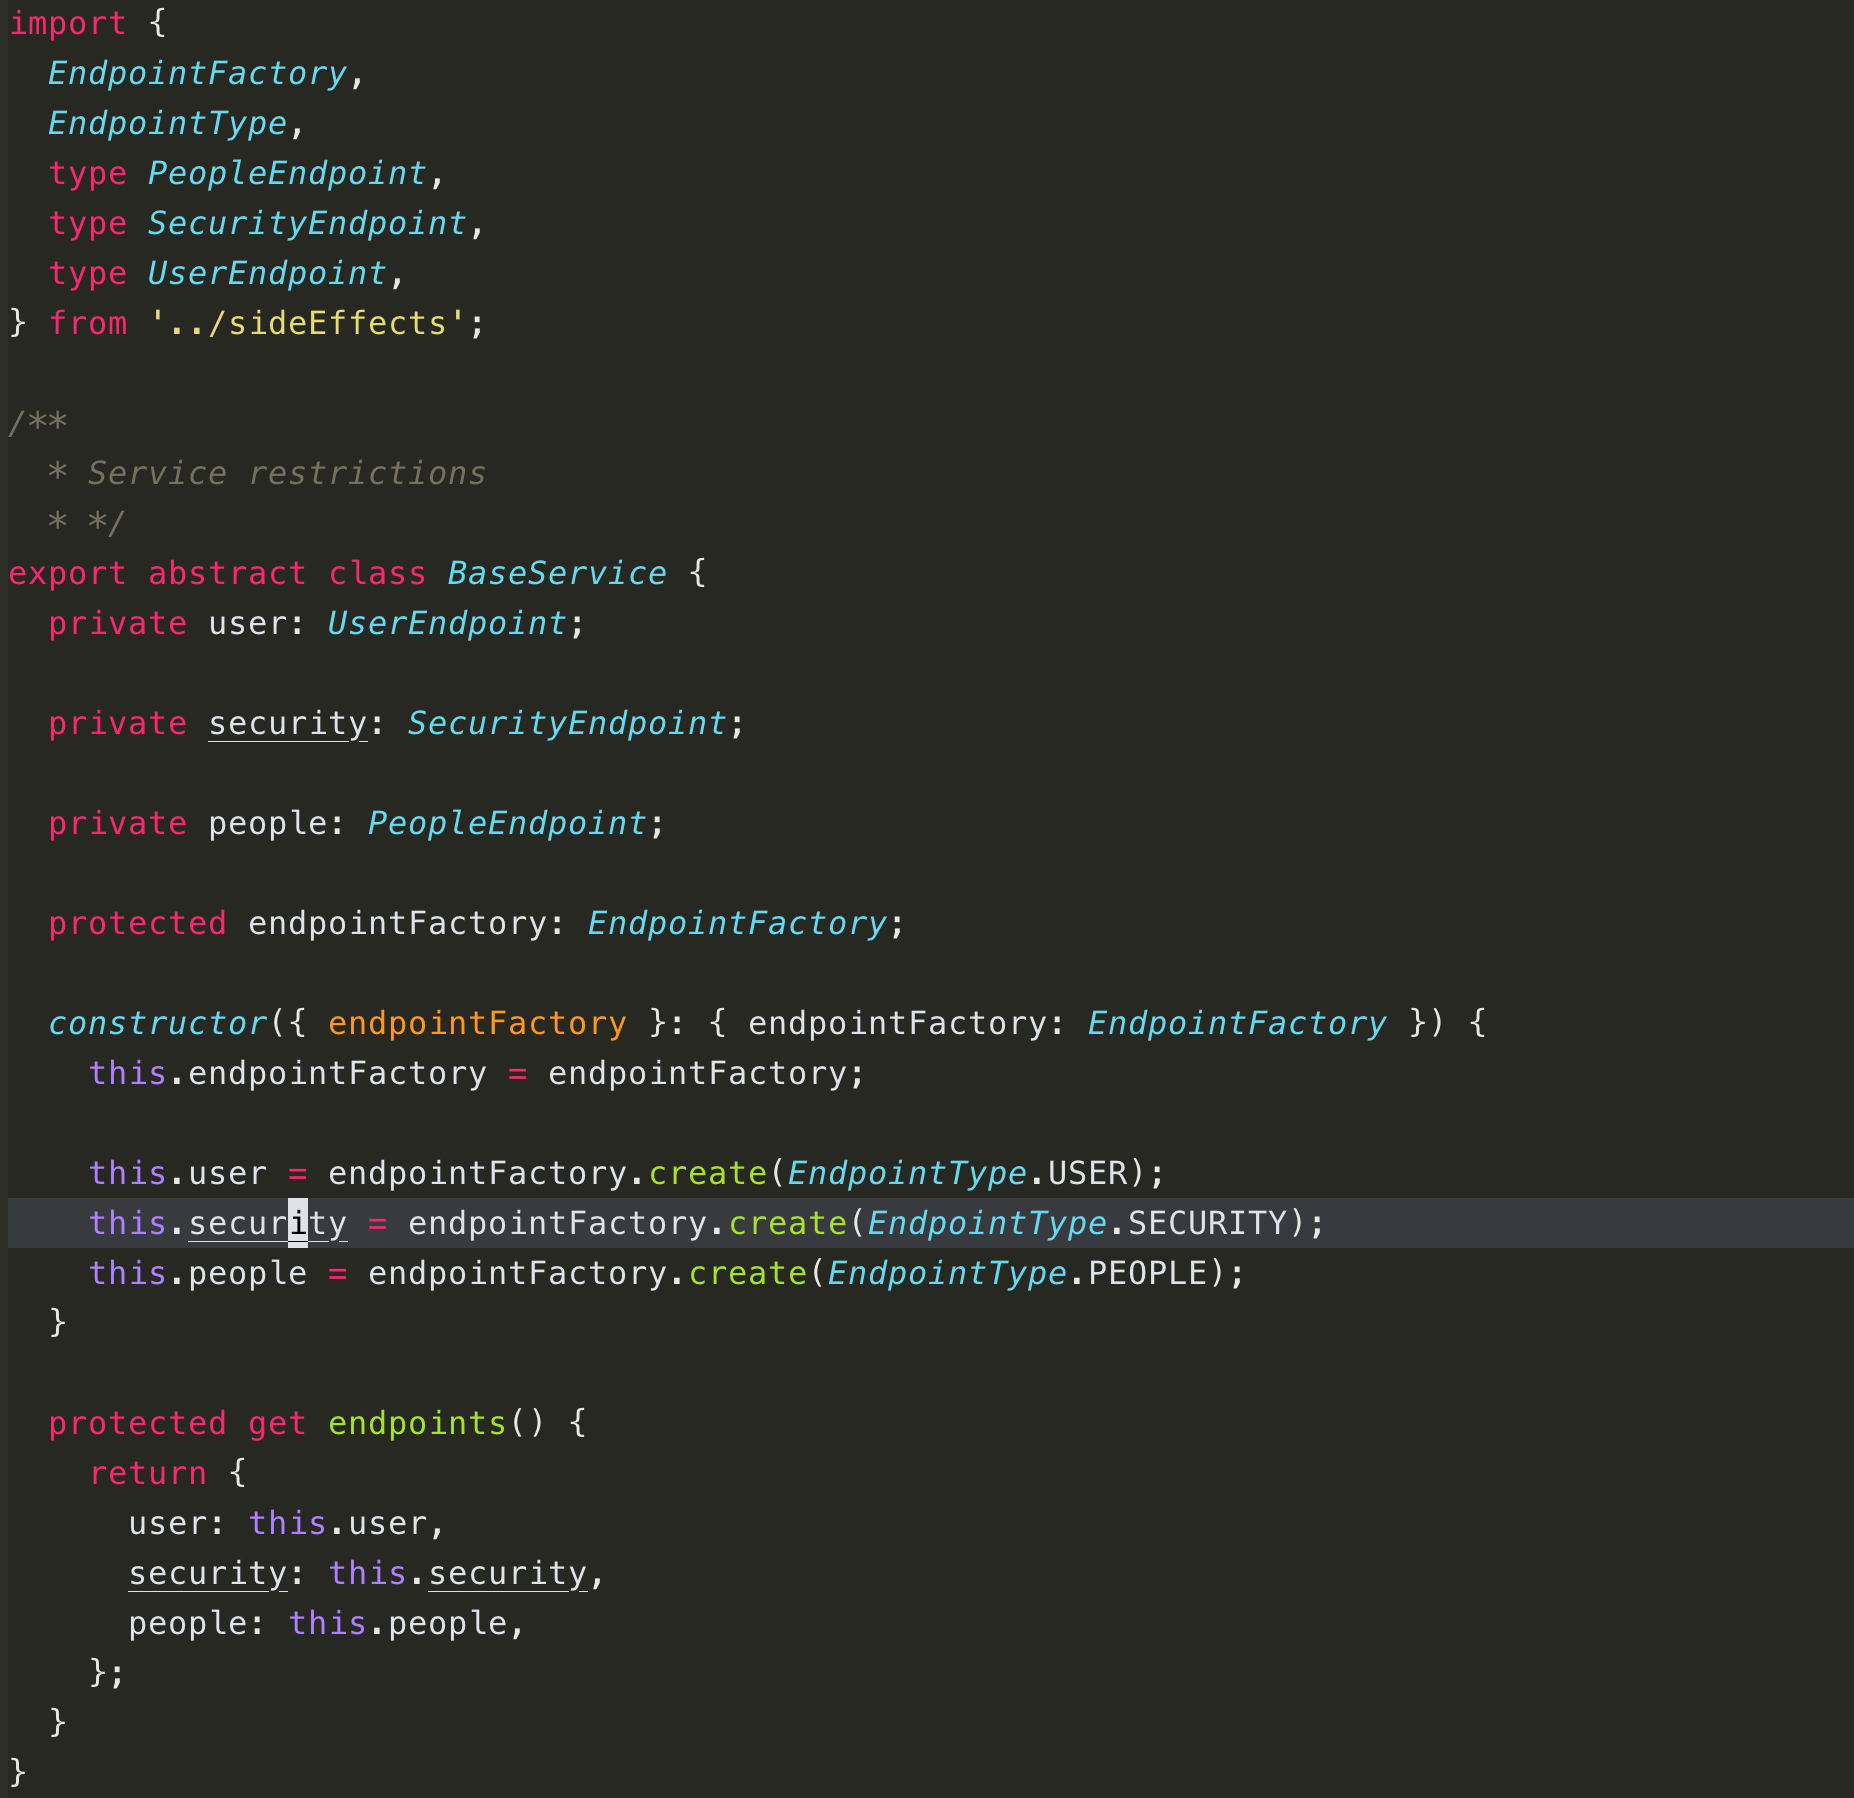 import {
  EndpointFactory,
  EndpointType,
  type PeopleEndpoint,
  type SecurityEndpoint,
  type UserEndpoint,
} from '../sideEffects';

/**
  * Service restrictions
  * */
export abstract class BaseService {
  private user: UserEndpoint;

  private security: SecurityEndpoint;

  private people: PeopleEndpoint;

  protected endpointFactory: EndpointFactory;

  constructor({ endpointFactory }: { endpointFactory: EndpointFactory }) {
    this.endpointFactory = endpointFactory;

    this.user = endpointFactory.create(EndpointType.USER);
    this.security = endpointFactory.create(EndpointType.SECURITY);
    this.people = endpointFactory.create(EndpointType.PEOPLE);
  }

  protected get endpoints() {
    return {
      user: this.user,
      security: this.security,
      people: this.people,
    };
  }
}